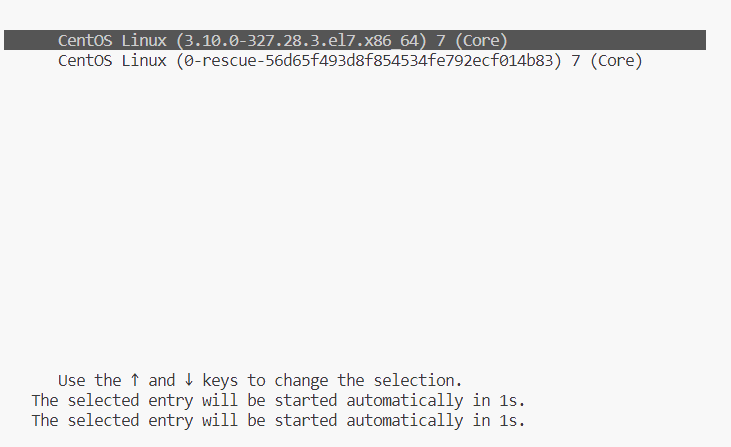 CentOS Linux (3.10.0-327.28.3.el7.x86_64) 7 (Core)
CentOS Linux (0-rescue-56d65f493d8f854534fe792ecf014b83) 7 (Core)
Use the ↑ and ↓ keys to change the selection.
The selected entry will be started automatically in 1s.
The selected entry will be started automatically in 1s.